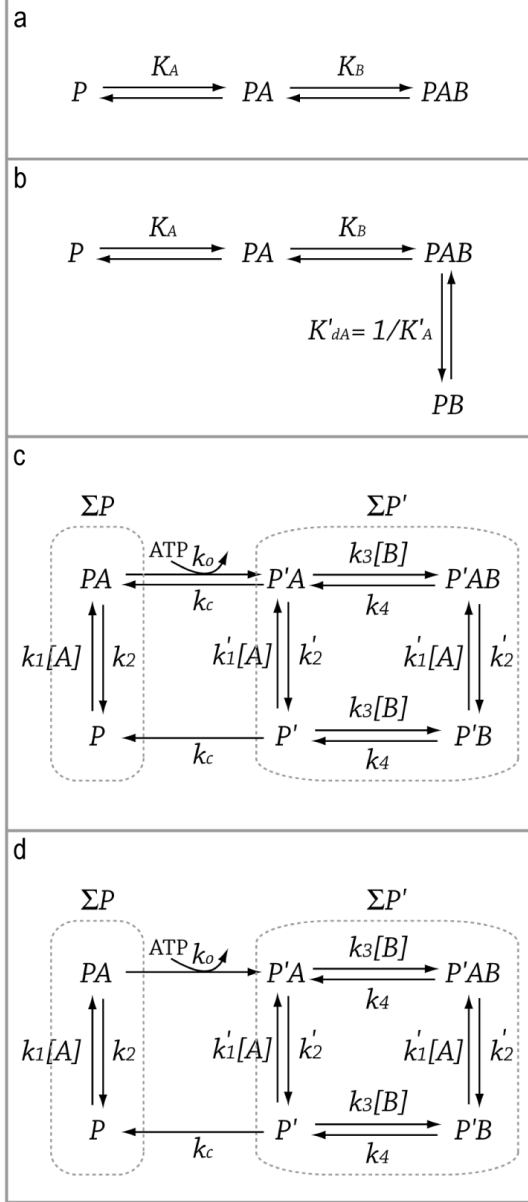 a
K_A K_B
P PA PAB
b
K_A K_B
P PA PAB
K'_dA = 1/K'_A
PB
c
ΣP ΣP'
ATP k_o k_3[B]
PA P'A P'AB
k_c k_4
k_1[A] k_2 k'_1[A] k'_2 k'_1[A] k'_2
k_3[B]
P P' P'B
k_c k_4
d
ΣP ΣP'
ATP k_o k_3[B]
PA P'A P'AB
k_4
k_1[A] k_2 k'_1[A] k'_2 k'_1[A] k'_2
k_3[B]
P P' P'B
k_c k_4